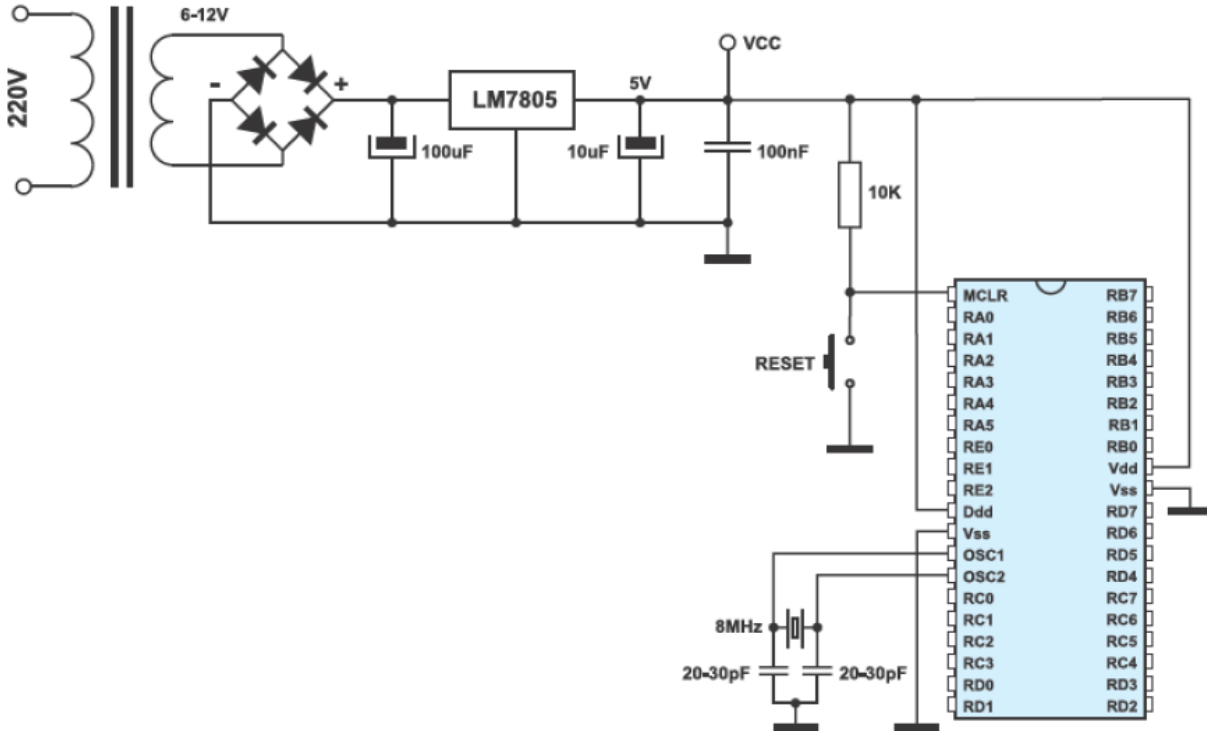 220V
6-12V
-
+
LM7805
5V
VCC
100uF
10uF
100nF
10K
RESET
8MHz
20-30pF
20-30pF
MCLR
RA0
RA1
RA2
RA3
RA4
RA5
RE0
RE1
RE2
Ddd
Vss
OSC1
OSC2
RC0
RC1
RC2
RC3
RD0
RD1
RB7
RB6
RB5
RB4
RB3
RB2
RB1
RB0
Vdd
Vss
RD7
RD6
RD5
RD4
RC7
RC6
RC5
RC4
RD3
RD2